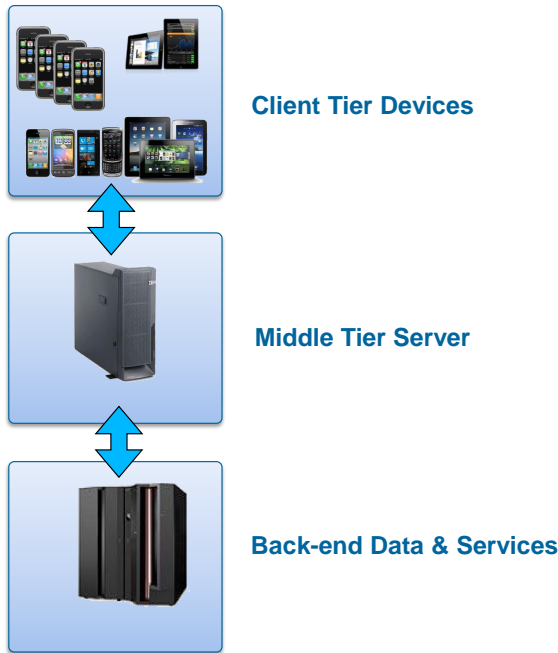 Client Tier Devices
Middle Tier Server
Back-end Data & Services